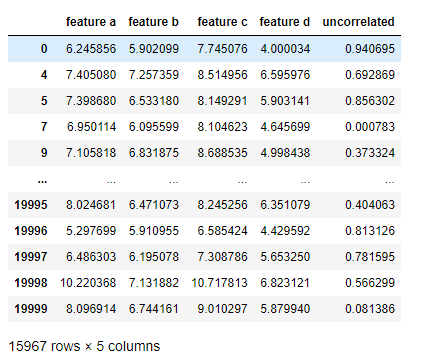 feature a feature b feature c feature d uncorrelated
0 6.245856 5.902099 7.745076 4.000034 0.940695
4 7.405080 7.257359 8.514956 6.595976 0.692869
5 7.398680 6.533180 8.149291 5.903141 0.856302
7 6.950114 6.095599 8.104623 4.645699 0.000783
9 7.105818 6.831875 8.688535 4.998438 0.373324
... ... ... ... ... ...
19995 8.024681 6.471073 8.245256 6.351079 0.404063
19996 5.297699 5.910955 6.585424 4.429592 0.813126
19997 6.486303 6.195078 7.308786 5.653250 0.781595
19998 10.220368 7.131882 10.717813 6.823121 0.566299
19999 8.096914 6.744161 9.010297 5.879940 0.081386
15967 rows × 5 columns